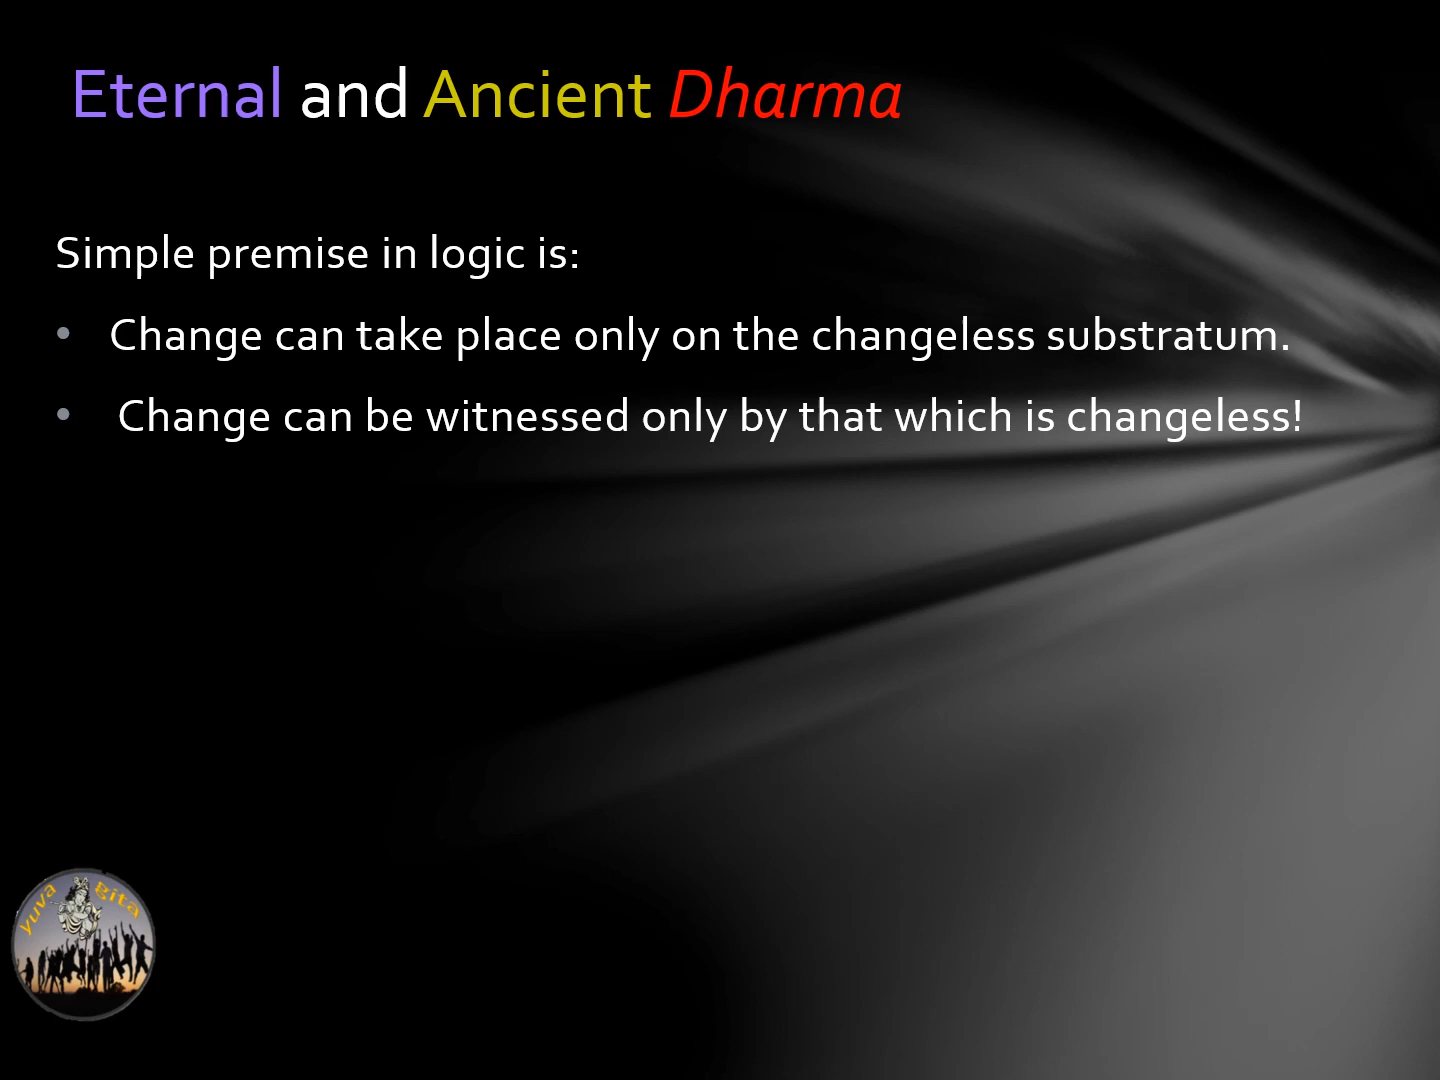 Eternal and Ancient Dharma
Simple premise in logic is:
• Change can take place only on the changeless substratum.
• Change can be witnessed only by that which is changeless!
yuva gita